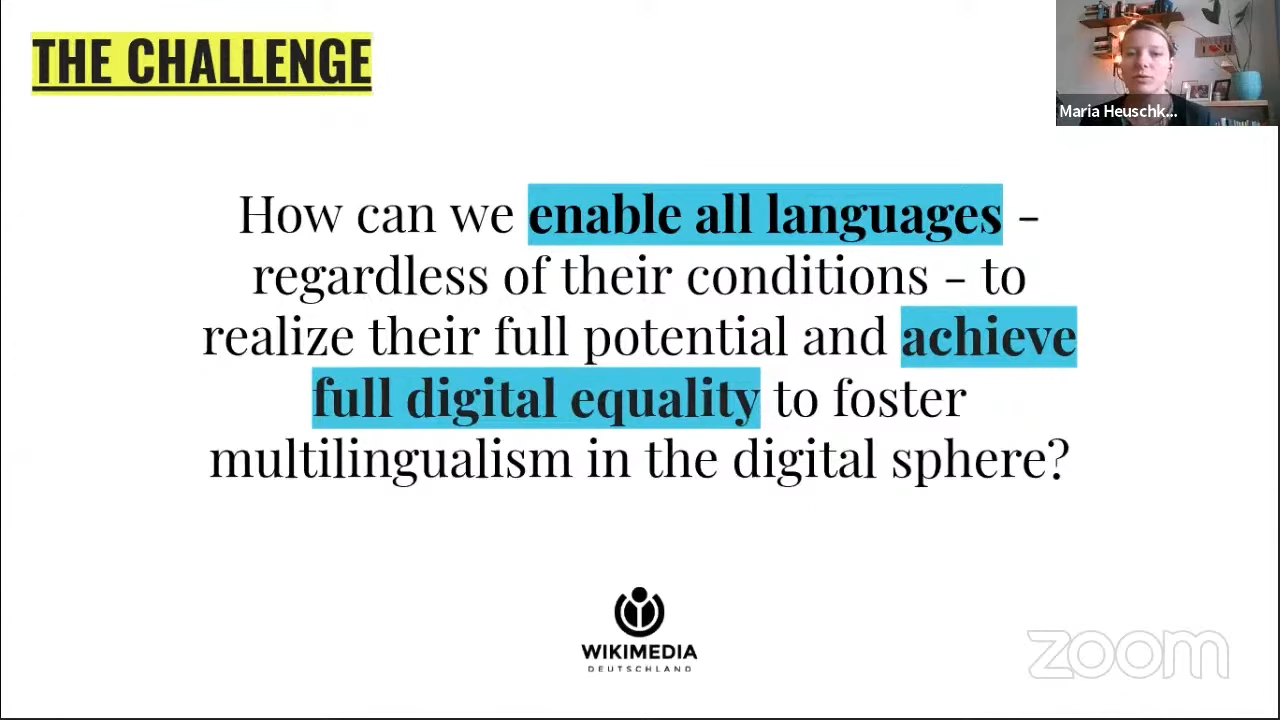 THE CHALLENGE
Maria Heuschk...
How can we enable all languages -
regardless of their conditions - to
realize their full potential and achieve
full digital equality to foster
multilingualism in the digital sphere?
WIKIMEDIA
DEUTSCHLAND
zoom